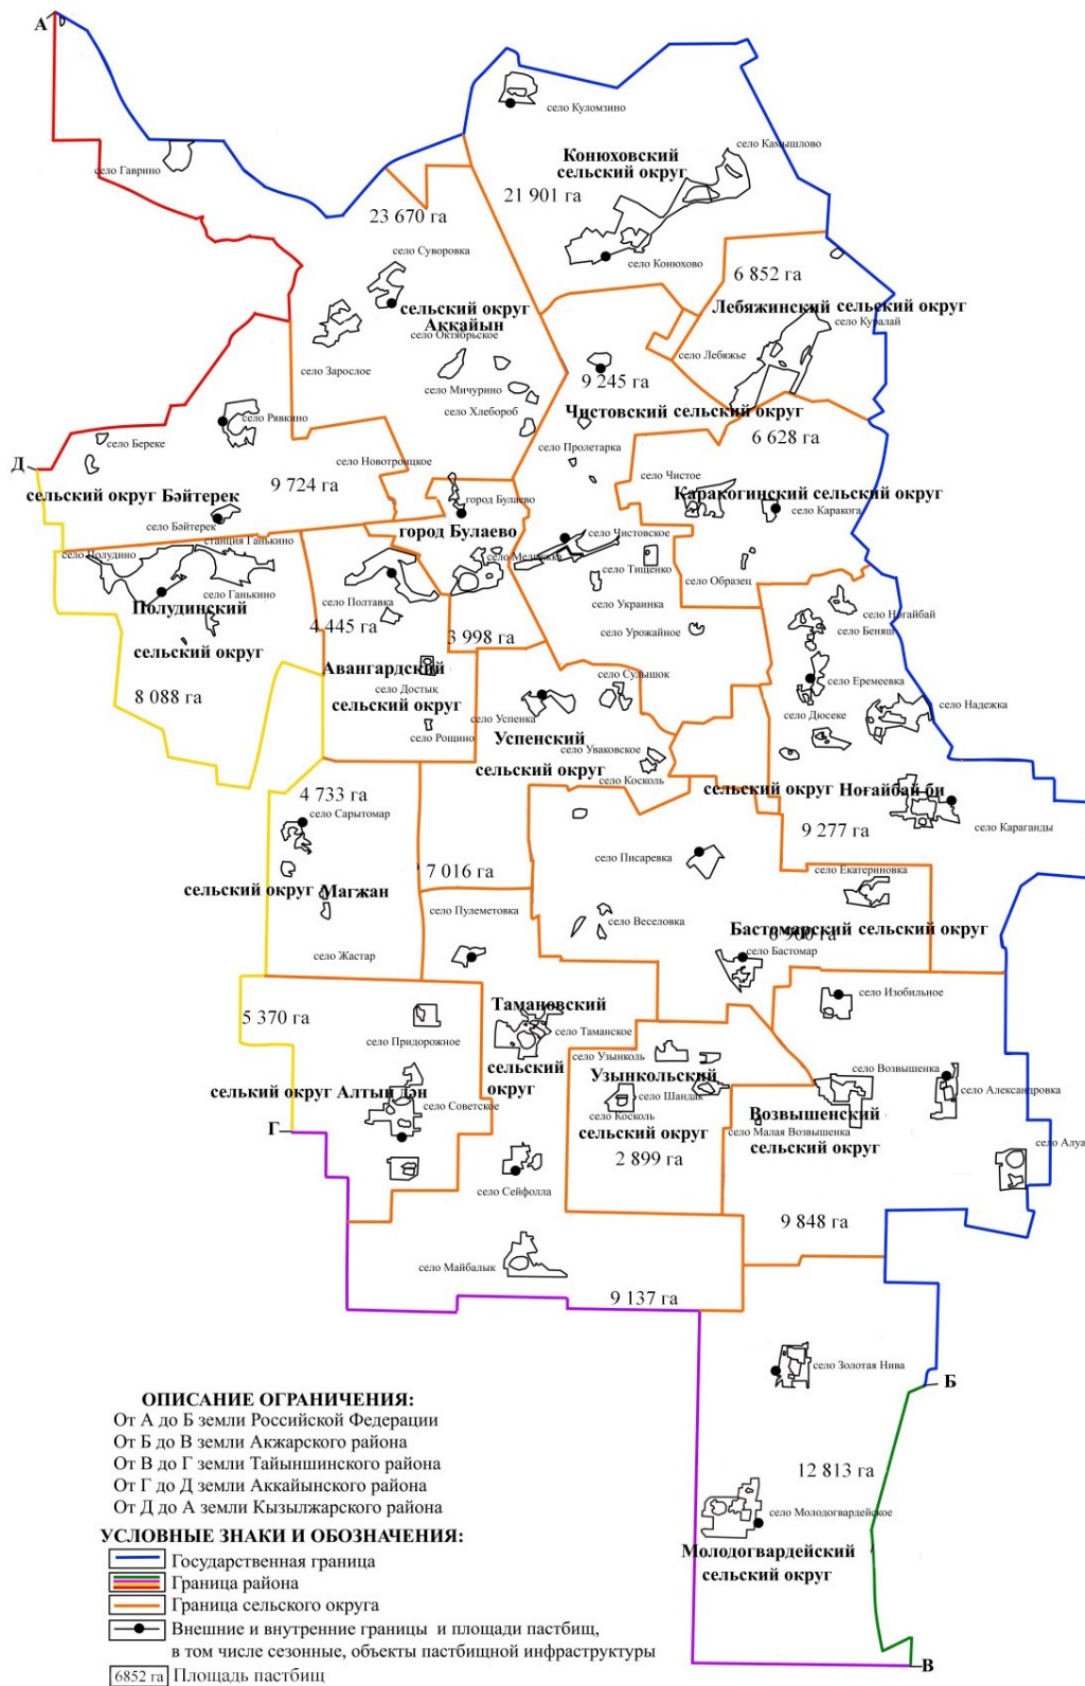 А
село Куломзино
село Гаврино
Конюховский
сельский округ
село Камышлово
21 901 га
23 670 га
село Суворовка
село Конюхово
6 852 га
сельский округ
Аққайын
село Октябрьское
Лебяжинский сельский округ
село Куралай
село Зарослое
село Лебяжье
село Мичурино
9 245 га
село Хлебороб
Чистовский сельский округ
село Рявкино
село Береке
село Пролетарка
6 628 га
Д
село Новотроицкое
село Чистое
9 724 га
сельский округ Бәйтерек
город Булаево
Каракогинский сельский округ
село Каракога
село Бәйтерек
город Булаево
село Чистовское
село Полудино
станция Ганькино
село Медвежка
село Тищенко
село Образец
село Ганькино
Полудинский
село Полтавка
село Украинка
село Ногайбай
4 445 га
3 998 га
село Урожайное
село Беняш
сельский округ
Авангардский
село Достык
сельский округ
село Сулышок
село Еремеевка
8 088 га
село Успенка
село Дюсеке
село Надежка
село Рощино
Успенский
село Уваковское
сельский округ
село Косколь
сельский округ Ноғайбай би
4 733 га
село Сарытомар
9 277 га
село Караганды
село Писаревка
7 016 га
село Екатериновка
сельский округ Магжан
село Пулеметовка
село Веселовка
Бастомарский сельский округ
село Бастомар
село Жастар
село Изобильное
Тамановский
5 370 га
село Таманское
село Придорожное
село Узынколь
сельский
округ
Узынкольский
село Возвышенка
село Александровка
селький округ Алтын дән
село Советское
село Шандак
село Косколь
Возвышенский
Г
сельский округ
село Малая Возвышенка
сельский округ
2 899 га
село Сейфолла
9 848 га
село Майбалык
9 137 га
село Золотая Нива
Б
ОПИСАНИЕ ОГРАНИЧЕНИЯ:
От А до Б земли Российской Федерации
От Б до В земли Акжарского района
От В до Г земли Тайыншинского района
От Г до Д земли Аккайынского района
От Д до А земли Кызылжарского района
12 813 га
село Молодогвардейское
УСЛОВНЫЕ ЗНАКИ И ОБОЗНАЧЕНИЯ:
Молодогвардейский
сельский округ
Государственная граница
Граница района
Граница сельского округа
Внешние и внутренние границы и площади пастбищ,
в том числе сезонные, объекты пастбищной инфраструктуры
В
6852 га Площадь пастбищ